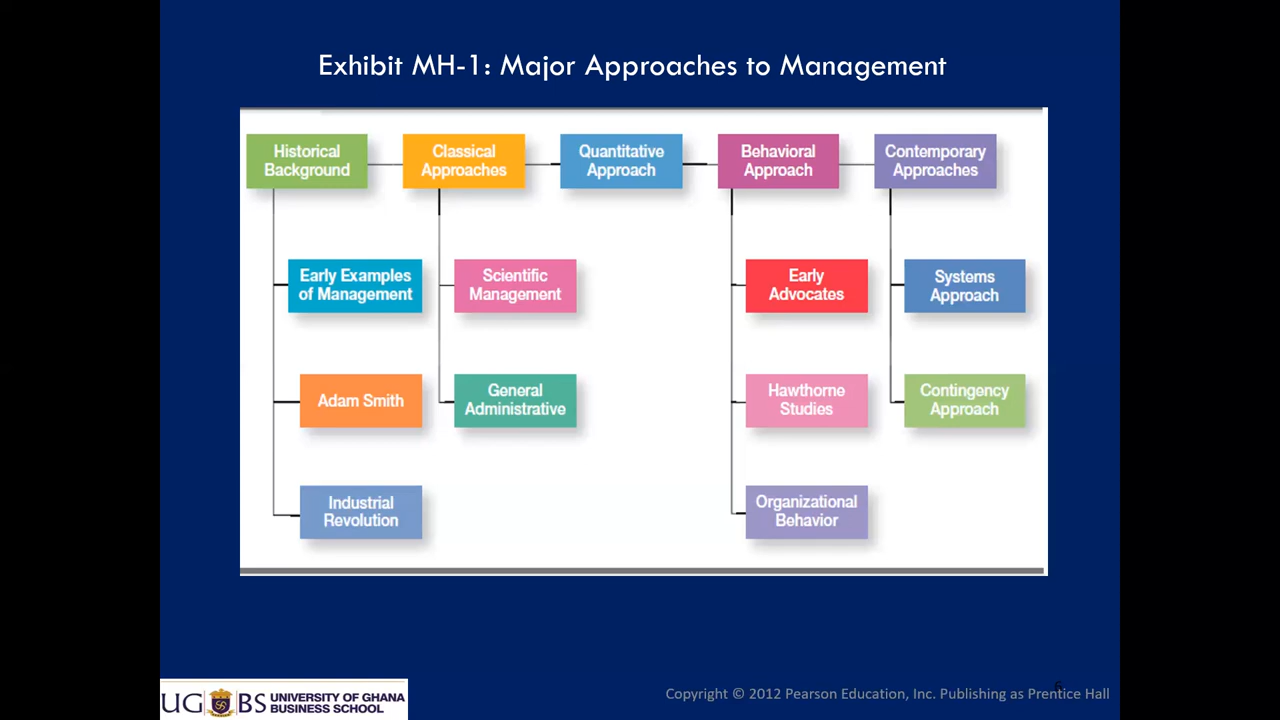 Exhibit MH-1: Major Approaches to Management
Historical
Background
Classical
Approaches
Quantitative
Approach
Behavioral
Approach
Contemporary
Approaches
Early Examples
of Management
Scientific
Management
Early
Advocates
Systems
Approach
Adam Smith
General
Administrative
Hawthorne
Studies
Contingency
Approach
Industrial
Revolution
Organizational
Behavior
6
Copyright © 2012 Pearson Education, Inc. Publishing as Prentice Hall
UGBS
UNIVERSITY OF GHANA
BUSINESS SCHOOL